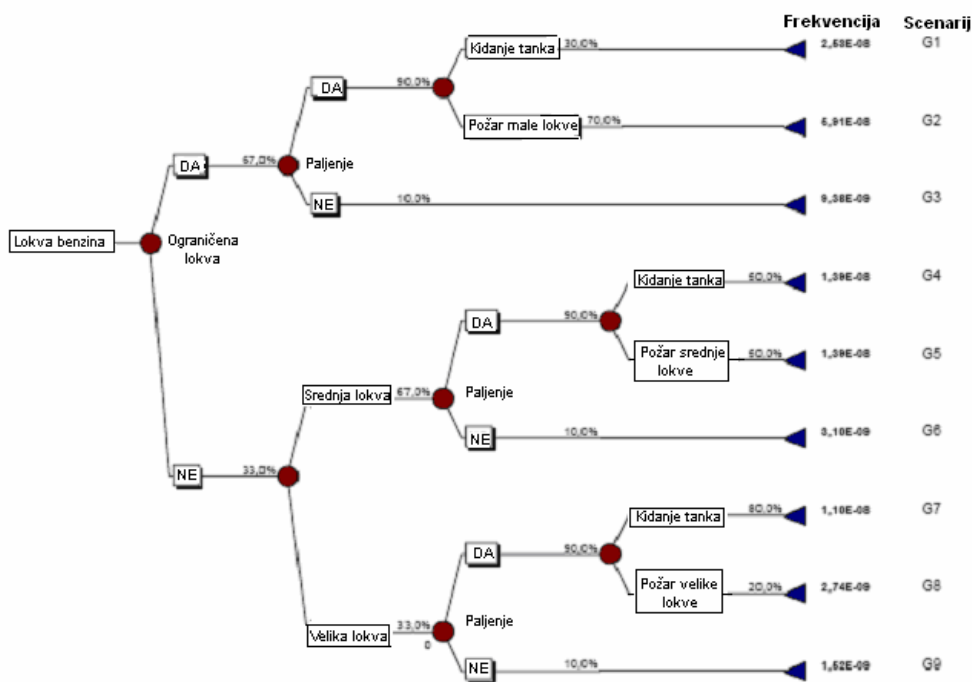 Frekvencija Scenarij
Kidanje tanka 30,0% 2,53E-08 G1
DA 90,0%
Požar male lokve 70,0% 5,91E-08 G2
DA 67,0% Paljenje
NE 10,0% 9,38E-09 G3
Lokva benzina Ograničena
lokva
Kidanje tanka 50,0% 1,39E-08 G4
DA 90,0%
Požar srednje
lokve 50,0% 1,39E-08 G5
Srednja lokva 67,0% Paljenje
NE 10,0% 3,10E-09 G6
NE 33,0%
Kidanje tanka 80,0% 1,10E-08 G7
DA 90,0%
Požar velike
lokve 20,0% 2,74E-09 G8
Velika lokva 33,0% Paljenje
0
NE 10,0% 1,52E-09 G9